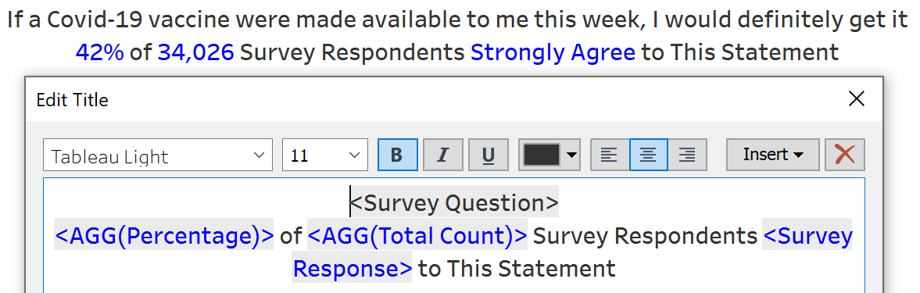 If a Covid-19 vaccine were made available to me this week, I would definitely get it
42% of 34,026 Survey Respondents Strongly Agree to This Statement
Edit Title
Tableau Light 11 B I U Insert
<Survey Question>
<AGG(Percentage)> of <AGG(Total Count)> Survey Respondents <Survey
Response> to This Statement